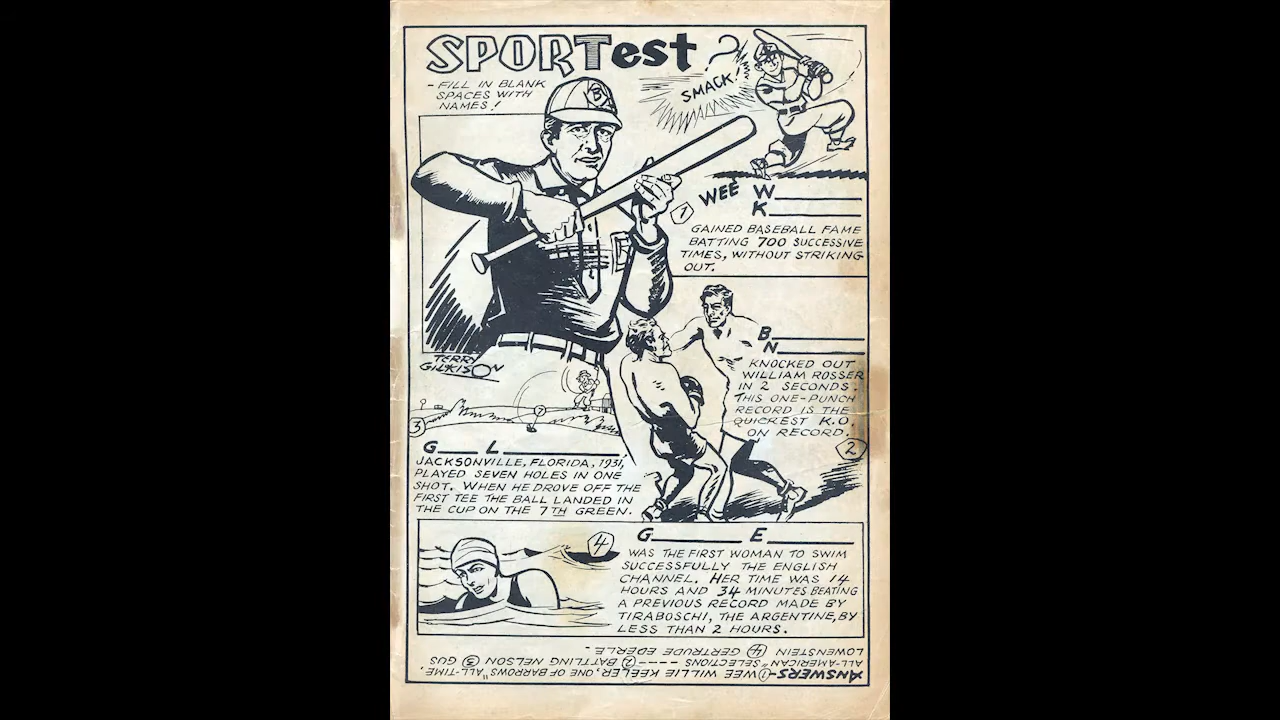 SPORTest?
- FILL IN BLANK
SPACES WITH
NAMES!
SMACK!
B
1
WEE W
K
GAINED BASEBALL FAME
BATTING 700 SUCCESSIVE
TIMES, WITHOUT STRIKING
OUT.
TERRY
GILKISON
B
N
KNOCKED OUT
WILLIAM ROSSER
IN 2 SECONDS.
THIS ONE-PUNCH
RECORD IS THE
QUICKEST K.O.
ON RECORD.
2
7
3
G L ,
JACKSONVILLE, FLORIDA, 1931,
PLAYED SEVEN HOLES IN ONE
SHOT. WHEN HE DROVE OFF THE
FIRST TEE THE BALL LANDED IN
THE CUP ON THE 7TH GREEN.
4
G E
WAS THE FIRST WOMAN TO SWIM
SUCCESSFULLY THE ENGLISH
CHANNEL. HER TIME WAS 14
HOURS AND 34 MINUTES BEATING
A PREVIOUS RECORD MADE BY
TIRABOSCHI, THE ARGENTINE, BY
LESS THAN 2 HOURS.
ANSWERS- 1 WEE WILLIE KEELER, ONE OF BARROWS "ALL-TIME,
ALL-AMERICAN" SELECTIONS ---- 2 BATTLING NELSON 3 GUS
LOWENSTEIN 4 GERTRUDE EDERLE. -